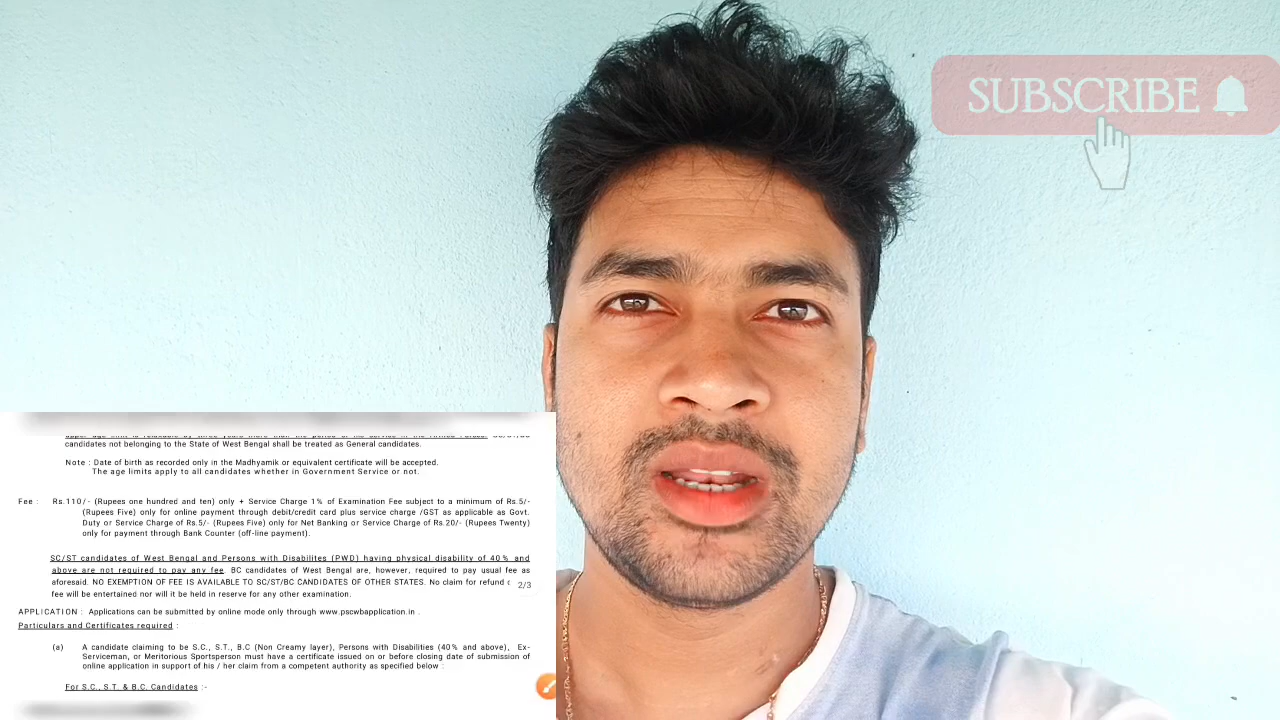 SUBSCRIBE
candidates not belonging to the State of West Bengal shall be treated as General candidates.
Note : Date of birth as recorded only in the Madhyamik or equivalent certificate will be accepted.
The age limits apply to all candidates whether in Government Service or not.
Fee : Rs.110/- (Rupees one hundred and ten) only + Service Charge 1% of Examination Fee subject to a minimum of Rs.5/-
(Rupees Five) only for online payment through debit/credit card plus service charge /GST as applicable as Govt.
Duty or Service Charge of Rs.5/- (Rupees Five) only for Net Banking or Service Charge of Rs.20/- (Rupees Twenty)
only for payment through Bank Counter (off-line payment).
SC/ST candidates of West Bengal and Persons with Disabilites (PWD) having physical disability of 40% and
above are not required to pay any fee. BC candidates of West Bengal are, however, required to pay usual fee as
aforesaid. NO EXEMPTION OF FEE IS AVAILABLE TO SC/ST/BC CANDIDATES OF OTHER STATES. No claim for refund
2/3
fee will be entertained nor will it be held in reserve for any other examination.
APPLICATION : Applications can be submitted by online mode only through www.pscwbapplication.in .
Particulars and Certificates required :
(a) A candidate claiming to be S.C., S.T., B.C (Non Creamy layer), Persons with Disabilities (40% and above), Ex-
Serviceman, or Meritorious Sportsperson must have a certificate issued on or before closing date of submission of
online application in support of his / her claim from a competent authority as specified below :
For S.C., S.T. & B.C. Candidates :-